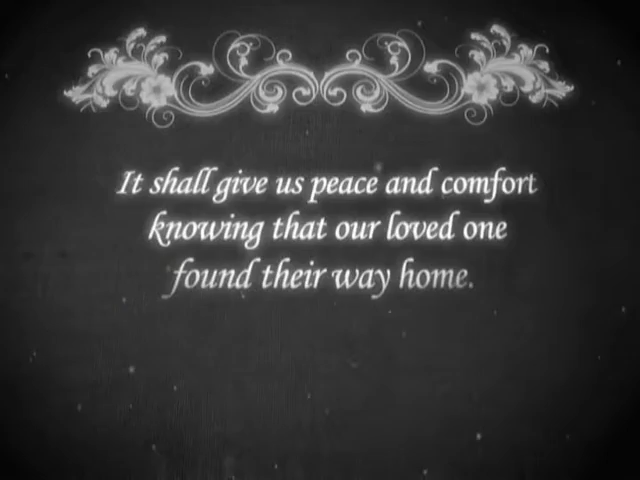 It shall give us peace and comfort
knowing that our loved one
found their way home.